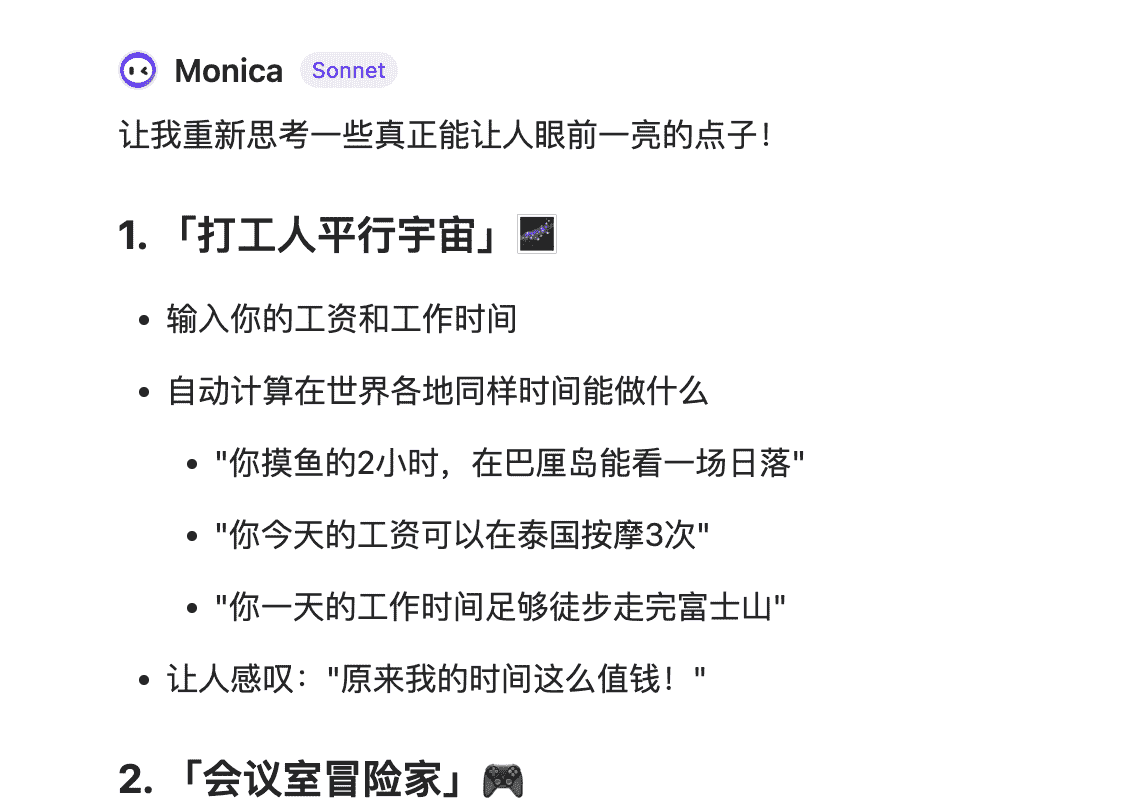 Monica Sonnet
让我重新思考一些真正能让人眼前一亮的点子！
1. 「打工人平行宇宙」🌌
• 输入你的工资和工作时间
• 自动计算在世界各地同样时间能做什么
• "你摸鱼的2小时，在巴厘岛能看一场日落"
• "你今天的工资可以在泰国按摩3次"
• "你一天的工作时间足够徒步走完富士山"
• 让人感叹："原来我的时间这么值钱！"
2. 「会议室冒险家」🎮